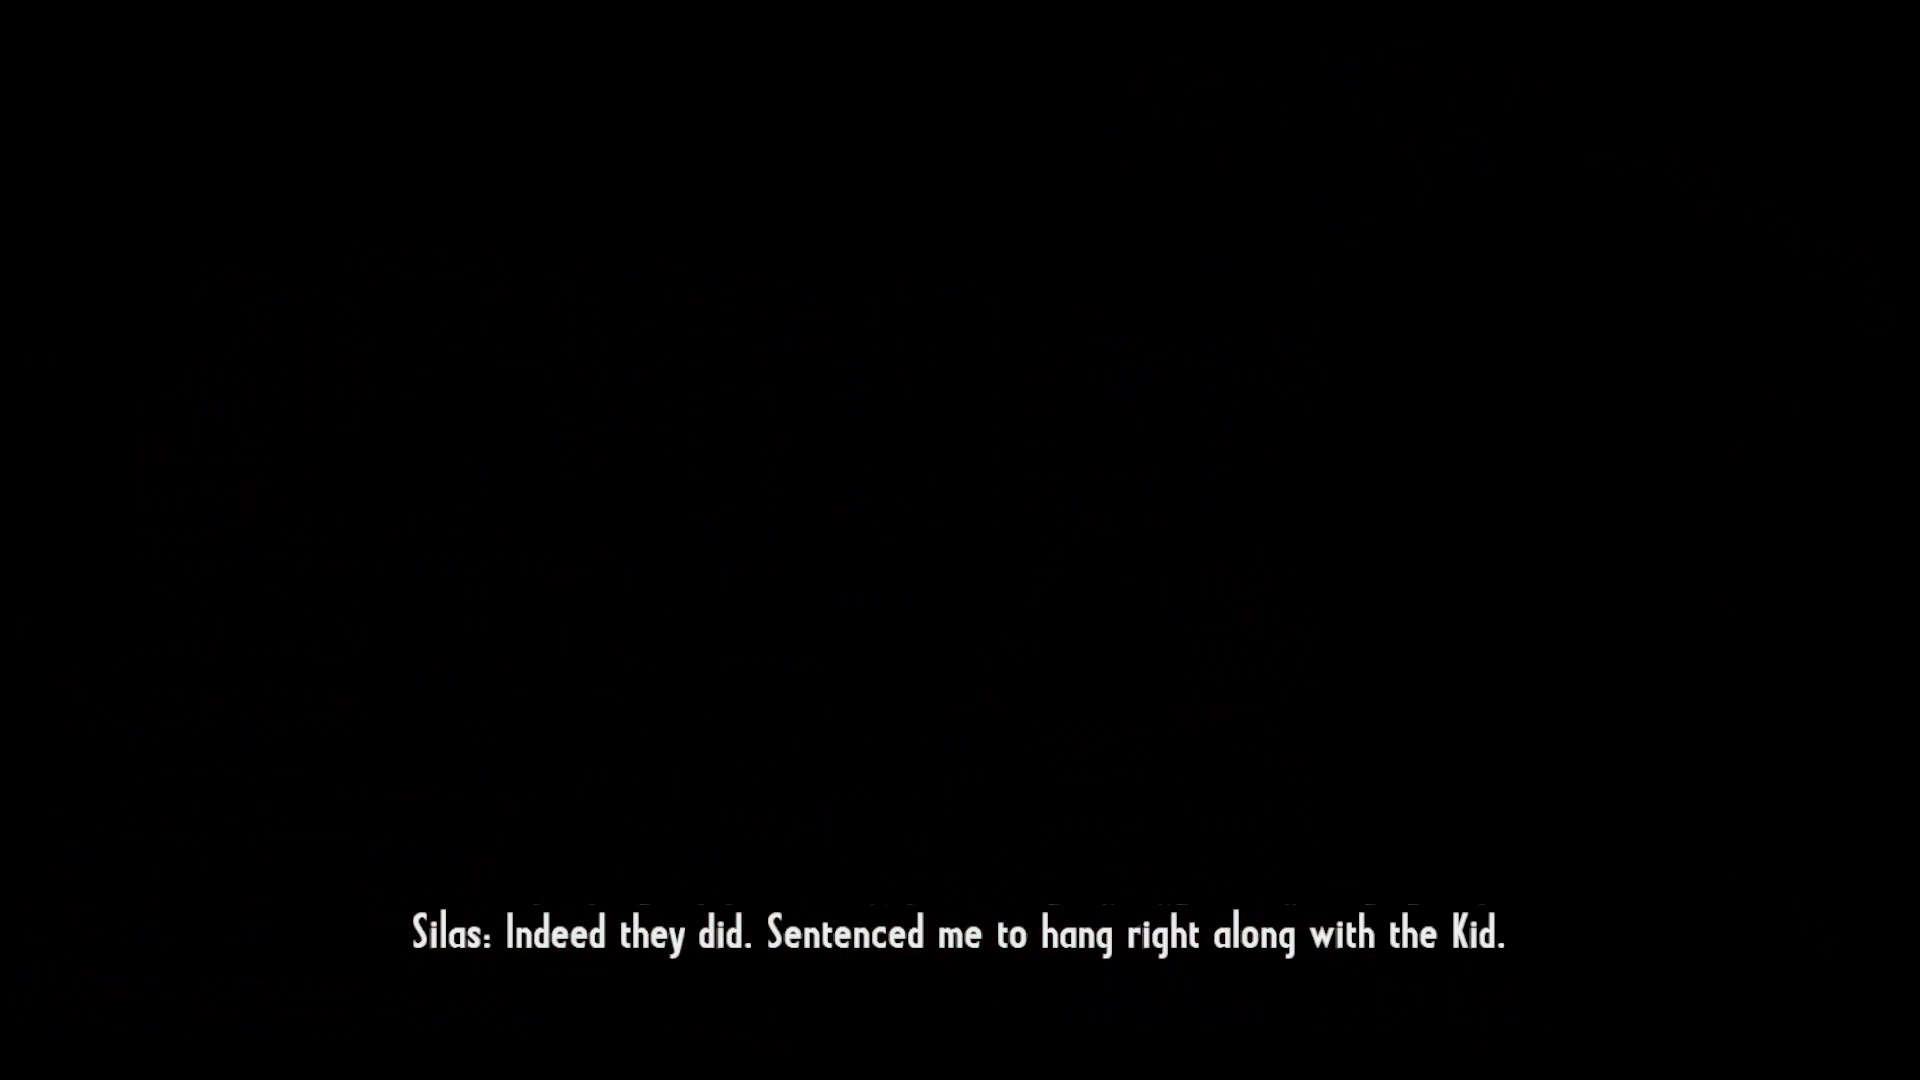 Silas: Indeed they did. Sentenced me to hang right along with the Kid.